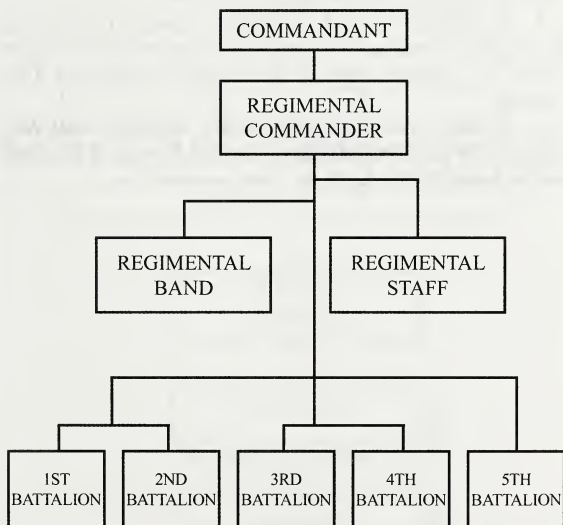 COMMANDANT
REGIMENTAL
COMMANDER
REGIMENTAL
BAND
REGIMENTAL
STAFF
1ST
BATTALION
2ND
BATTALION
3RD
BATTALION
4TH
BATTALION
5TH
BATTALION